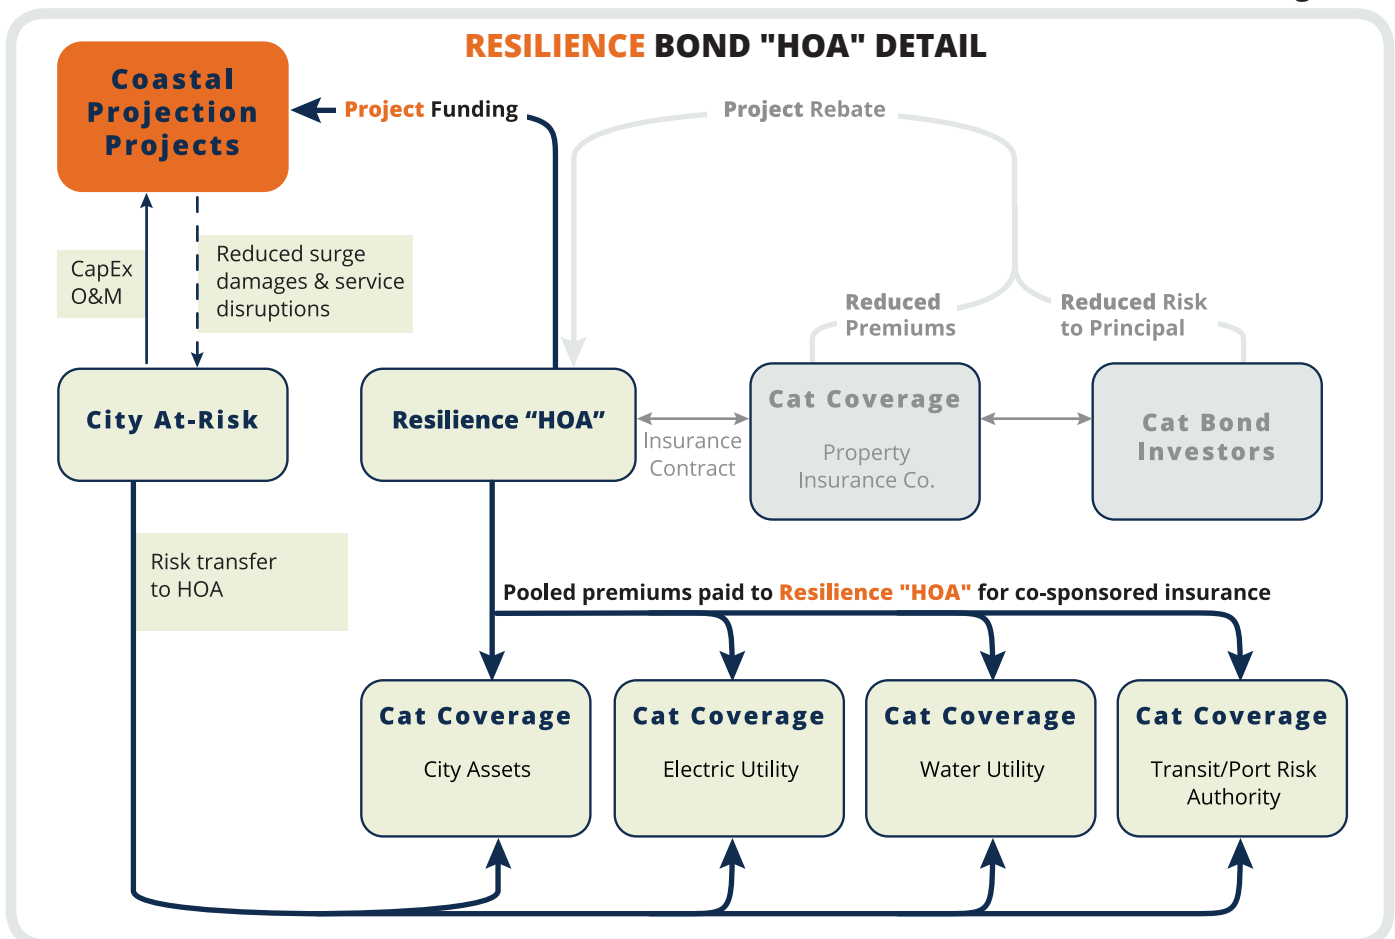 RESILIENCE BOND "HOA" DETAIL
Coastal
Projection
Projects
Project Funding
Project Rebate
CapEx
O&M
Reduced surge
damages & service
disruptions
Reduced
Premiums
Reduced Risk
to Principal
City At-Risk
Resilience “HOA”
Insurance
Contract
Cat Coverage
Property
Insurance Co.
Cat Bond
Investors
Risk transfer
to HOA
Pooled premiums paid to Resilience "HOA" for co-sponsored insurance
Cat Coverage
City Assets
Cat Coverage
Electric Utility
Cat Coverage
Water Utility
Cat Coverage
Transit/Port Risk
Authority